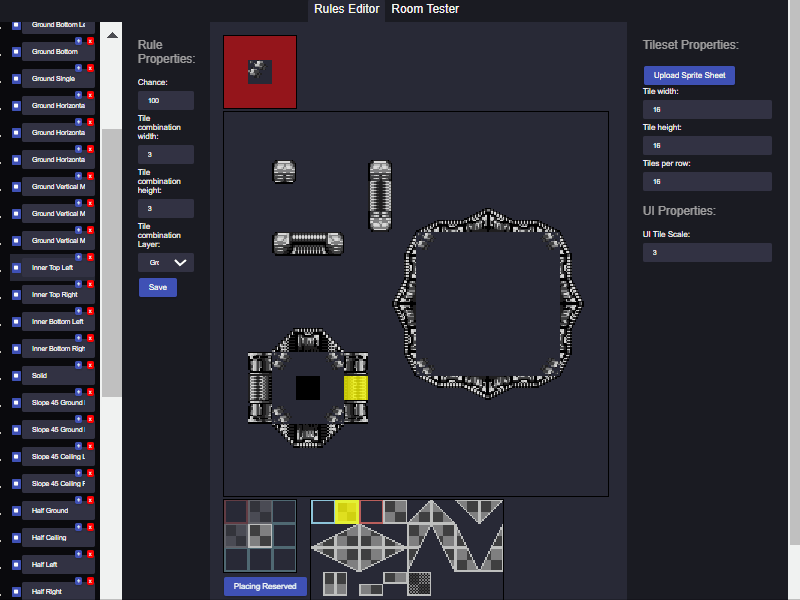 Rules Editor Room Tester
Ground Bottom
Ground Single
Ground Horizonta
Ground Horizonta
Ground Horizonta
Ground Vertical M
Ground Vertical M
Ground Vertical M
Inner Top Left
Inner Top Right
Inner Bottom Left
Inner Bottom Righ
Solid
Slope 45 Ground
Slope 45 Ground
Slope 45 Ceiling L
Slope 45 Ceiling
Half Ground
Half Ceiling
Half Left
Half Right
Rule
Properties:
Chance:
100
Tile
combination
width:
3
Tile
combination
height:
3
Tile
combination
Layer:
Save
Placing Reserved
Tileset Properties:
Upload Sprite Sheet
Tile width:
16
Tile height:
16
Tiles per row:
16
UI Properties:
UI Tile Scale:
3